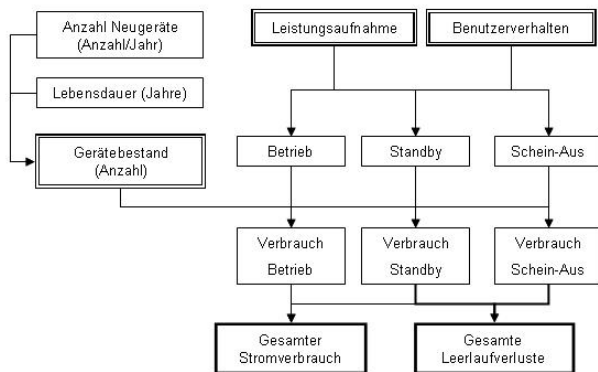 Anzahl Neugeräte
(Anzahl/Jahr)
Leistungsaufnahme
Benutzerverhalten
Lebensdauer (Jahre)
Gerätebestand
(Anzahl)
Betrieb
Standby
Schein-Aus
Verbrauch
Betrieb
Verbrauch
Standby
Verbrauch
Schein-Aus
Gesamter
Stromverbrauch
Gesamte
Leerlaufverluste